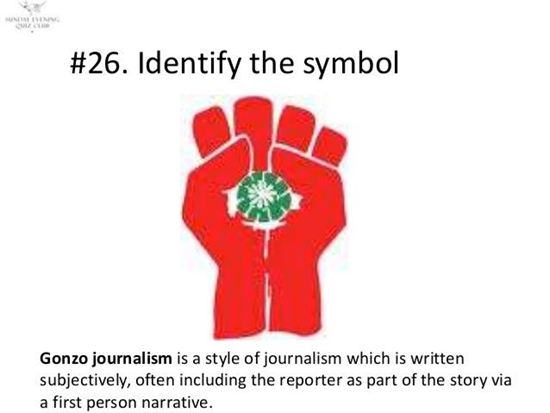 SUNDAY EVENING
QUIZ CLUB
#26. Identify the symbol
Gonzo journalism is a style of journalism which is written
subjectively, often including the reporter as part of the story via
a first person narrative.